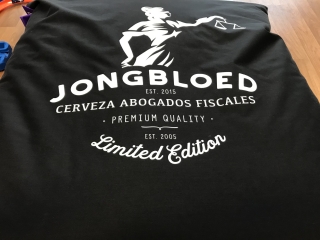 JONGBLOED
EST. 2015
CERVEZA ABOGADOS FISCALES
· PREMIUM QUALITY ·
EST. 2005
Limited Edition